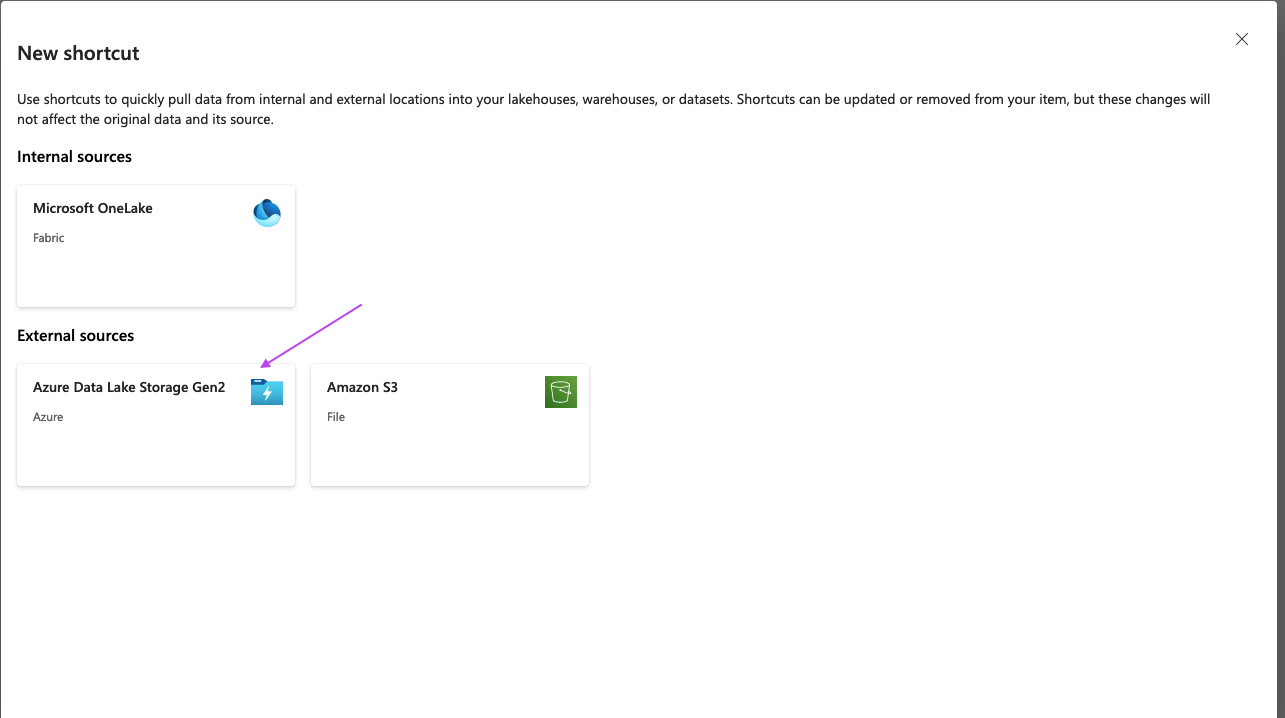 New shortcut
Use shortcuts to quickly pull data from internal and external locations into your lakehouses, warehouses, or datasets. Shortcuts can be updated or removed from your item, but these changes will
not affect the original data and its source.
Internal sources
Microsoft OneLake
Fabric
External sources
Azure Data Lake Storage Gen2
Azure
Amazon S3
File